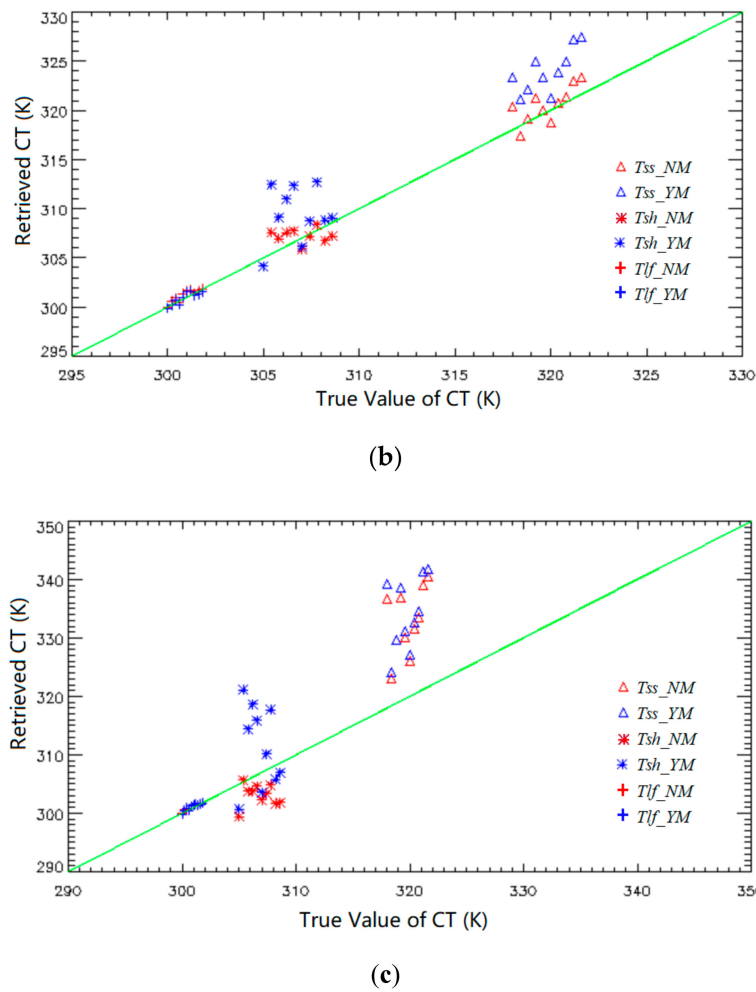 330
325
320
315
310
305
300
295
Retrieved CT (K)
Tss_NM
Tss_YM
Tsh_NM
Tsh_YM
Tlf_NM
Tlf_YM
295 300 305 310 315 320 325 330
True Value of CT (K)
(b)
350
340
330
320
310
300
290
Retrieved CT (K)
Tss_NM
Tss_YM
Tsh_NM
Tsh_YM
Tlf_NM
Tlf_YM
290 300 310 320 330 340 350
True Value of CT (K)
(c)